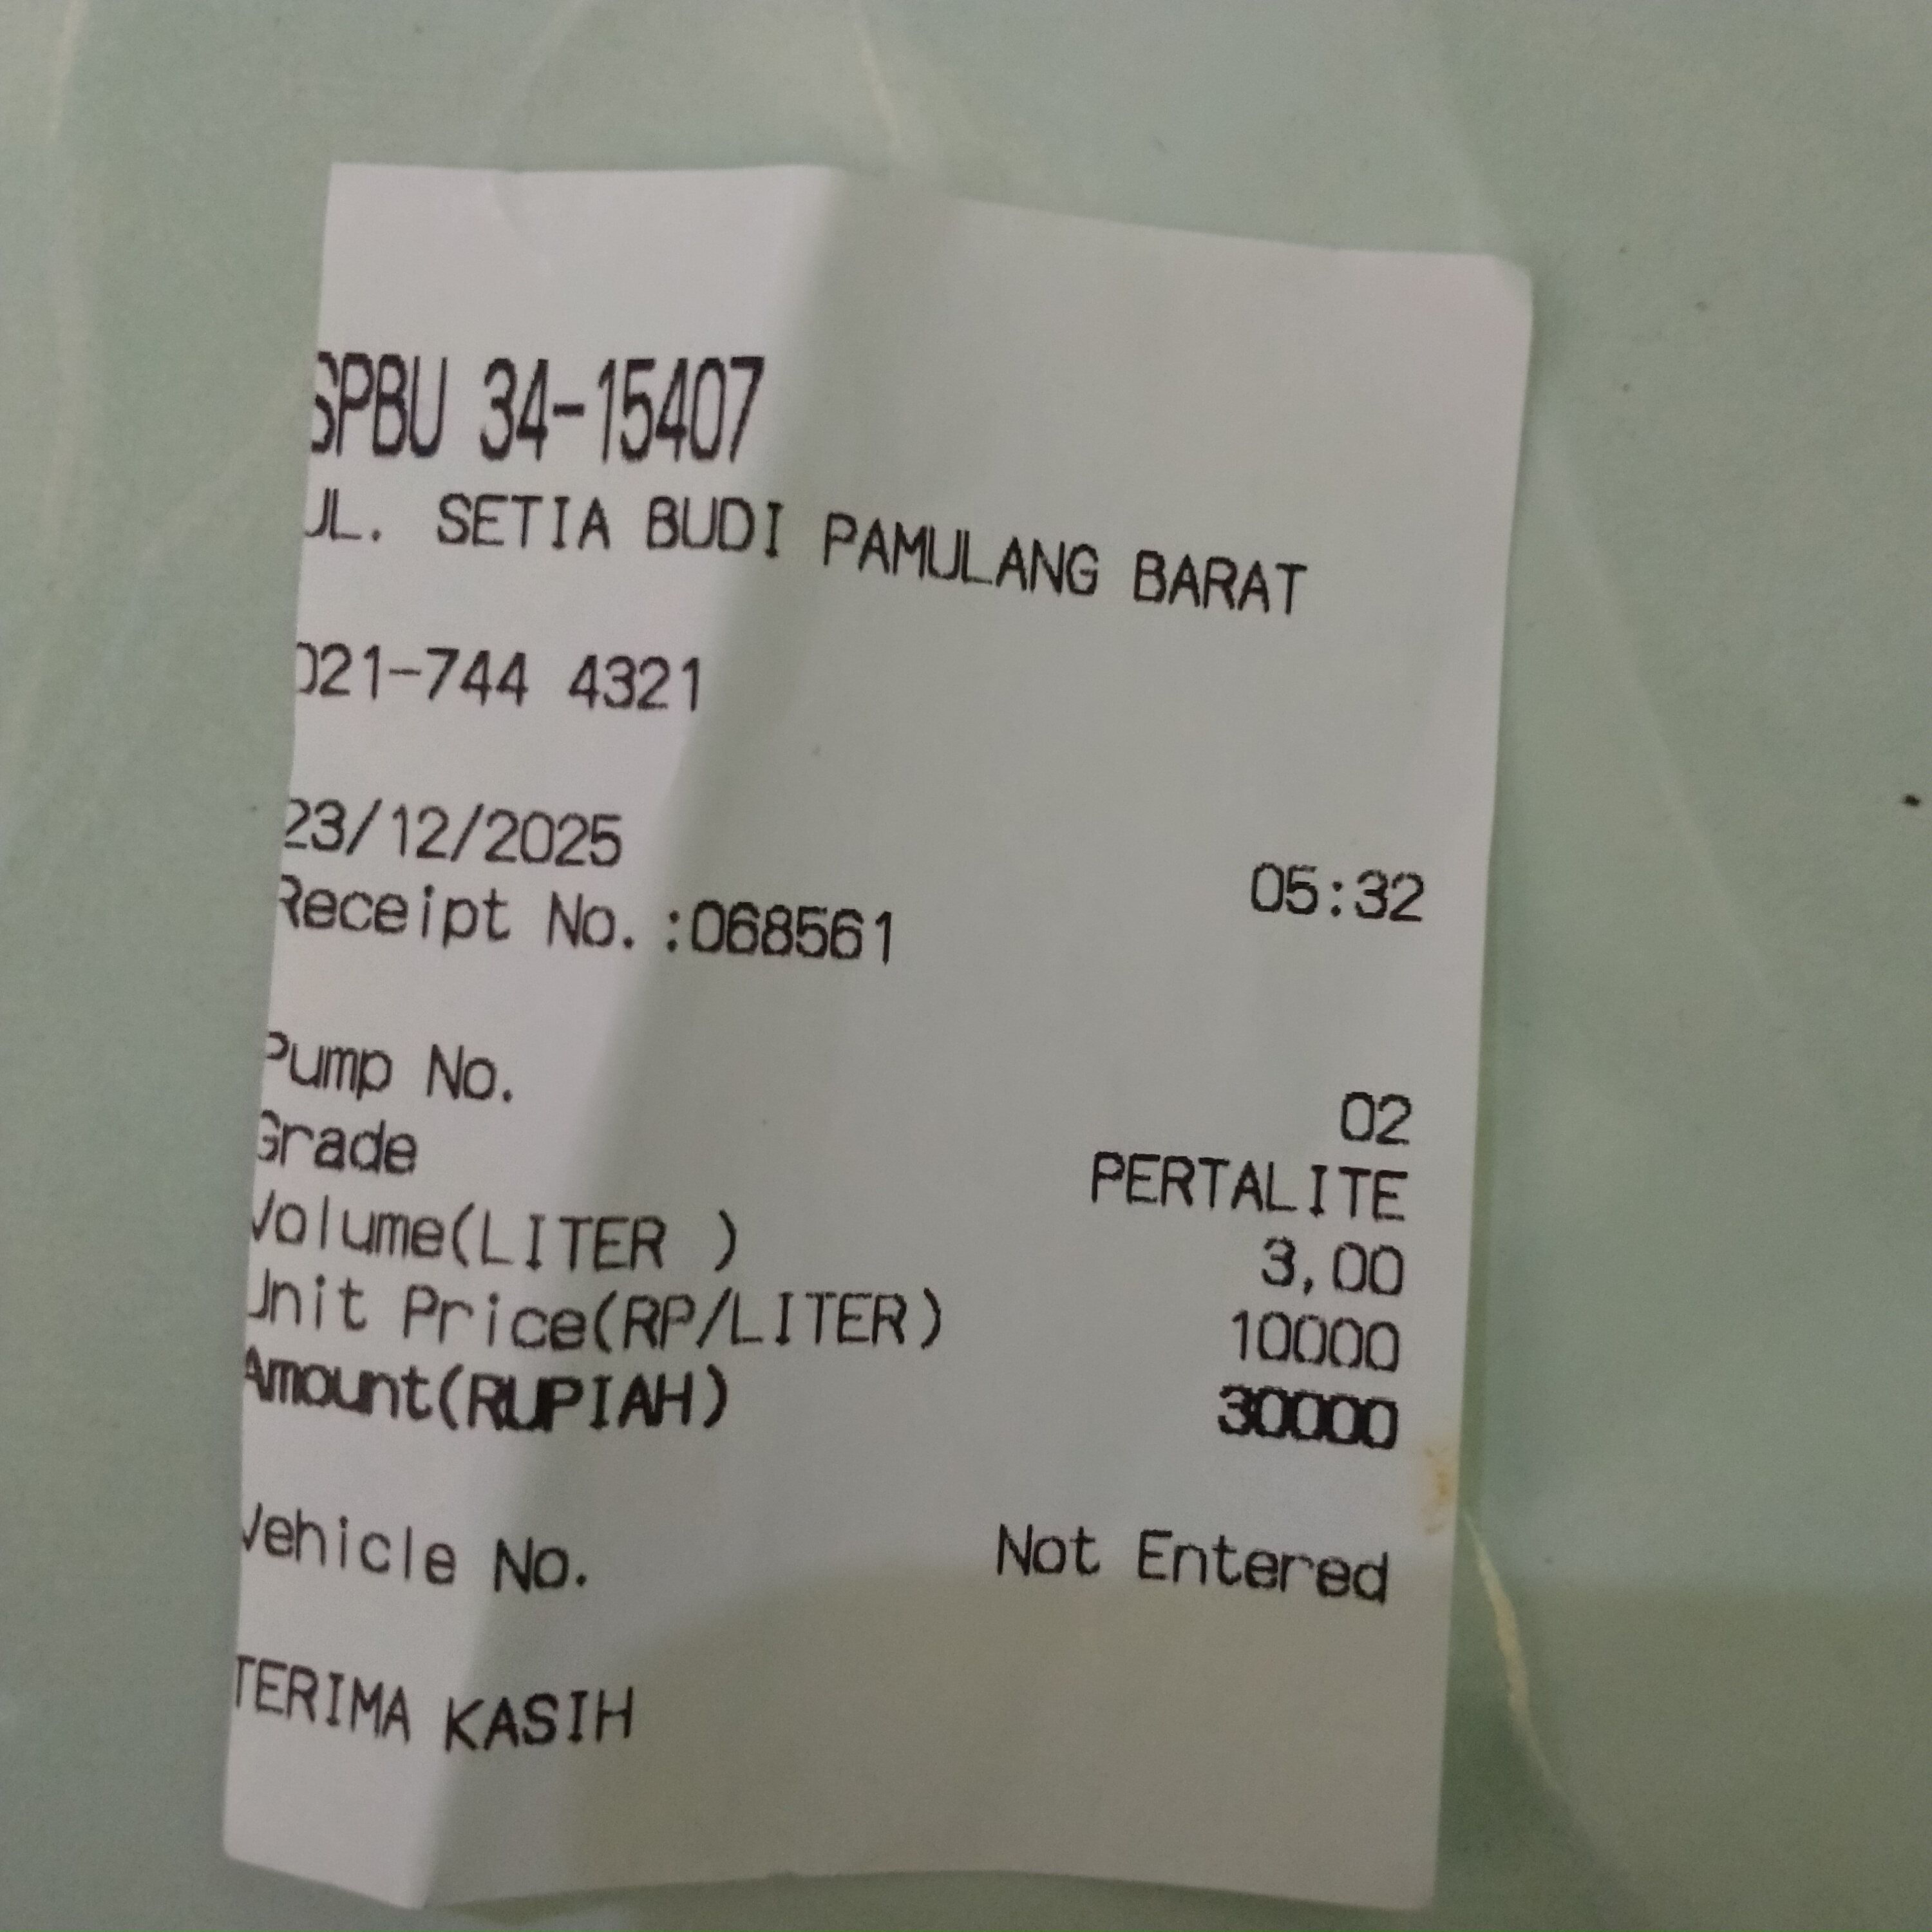 SPBU 34-15407
JL. SETIA BUDI PAMULANG BARAT
021-744 4321
23/12/2025 05:32
Receipt No.:068561
Pump No. 02
Grade PERTALITE
Volume(LITER ) 3,00
Unit Price(RP/LITER) 10000
Amount(RUPIAH) 30000
Vehicle No. Not Entered
TERIMA KASIH